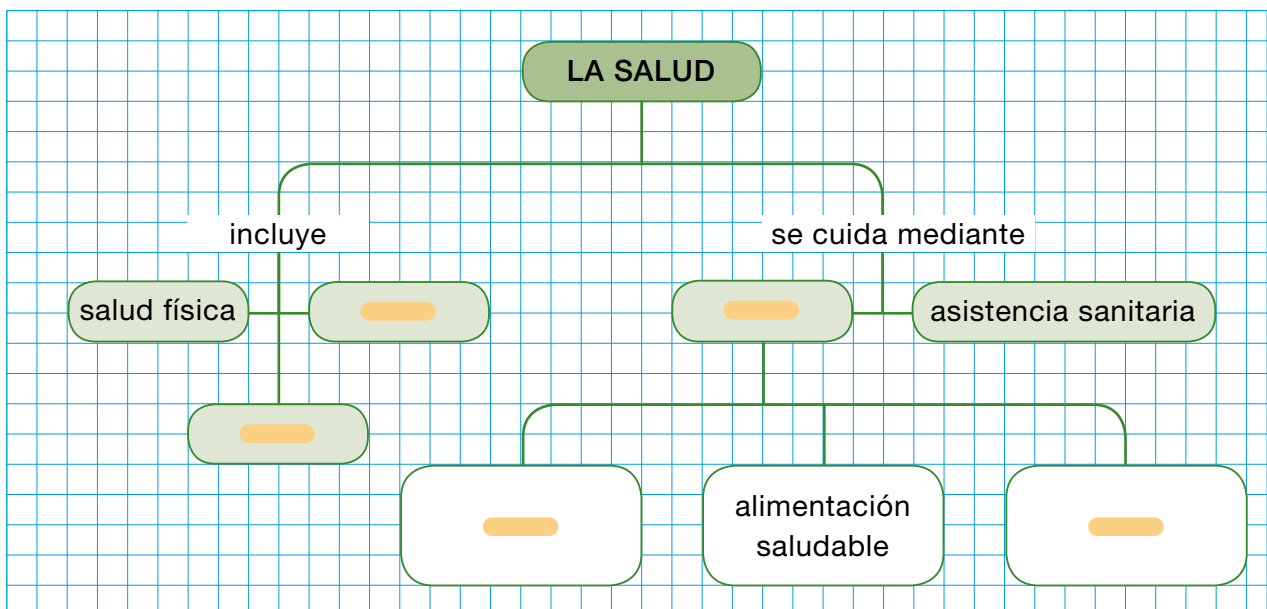 LA SALUD
incluye
se cuida mediante
salud física
asistencia sanitaria
alimentación
saludable